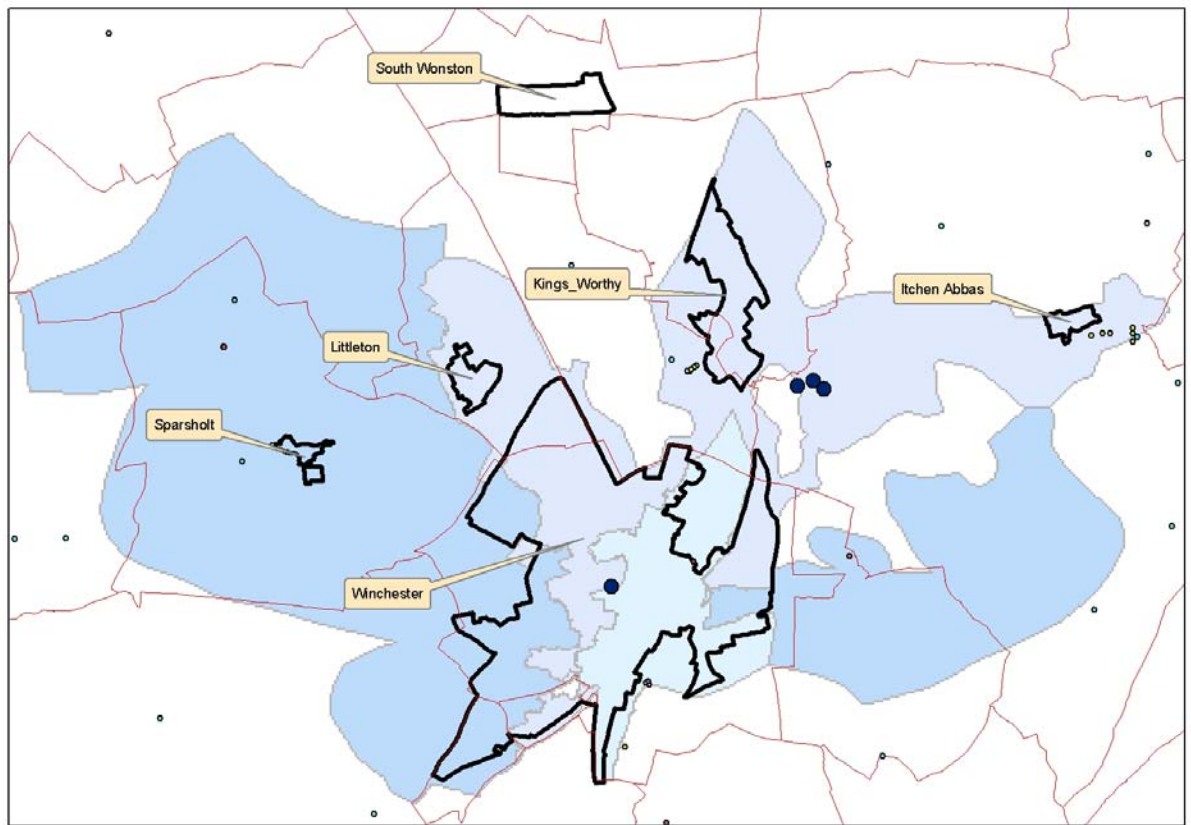 South Wonston
Kings_Worthy
Itchen Abbas
Littleton
Sparsholt
Winchester